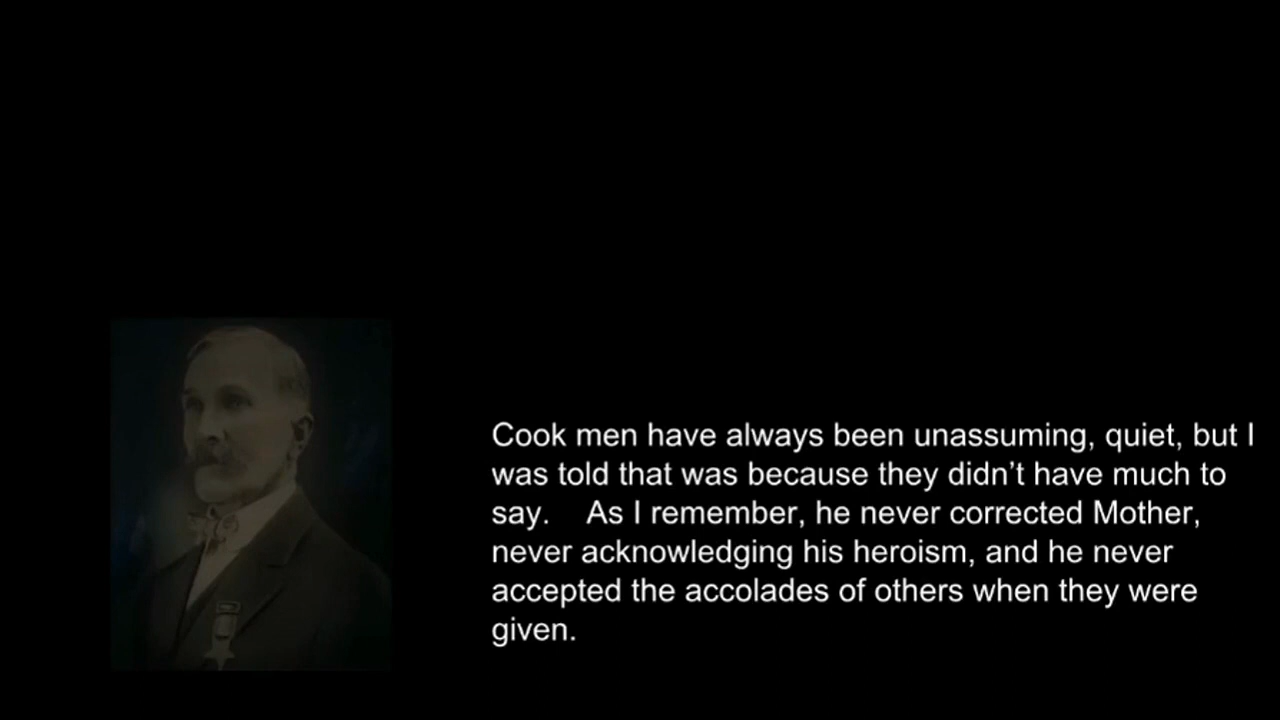 Cook men have always been unassuming, quiet, but I
was told that was because they didn’t have much to
say.    As I remember, he never corrected Mother,
never acknowledging his heroism, and he never
accepted the accolades of others when they were
given.